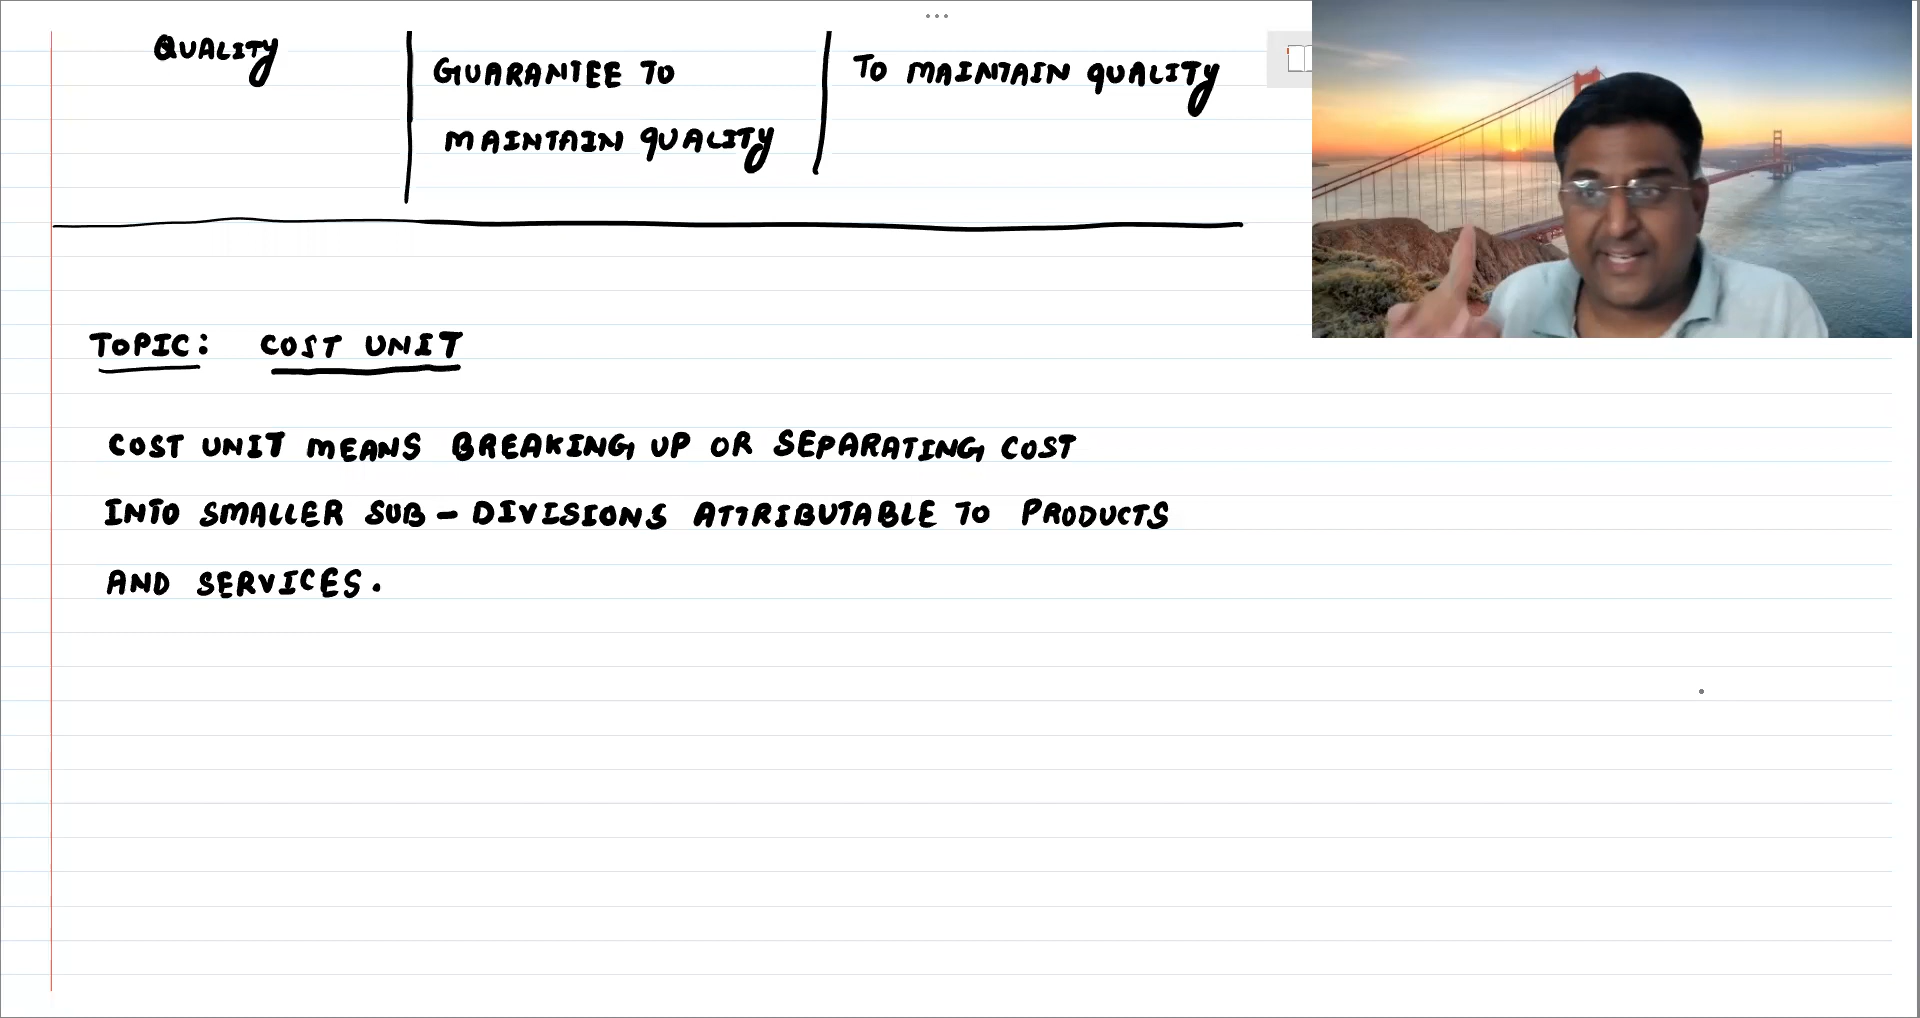 QUALITY
GUARANTEE TO
MAINTAIN QUALITY
TO MAINTAIN QUALITY
TOPIC: COST UNIT
COST UNIT MEANS BREAKING UP OR SEPARATING COST
INTO SMALLER SUB-DIVISIONS ATTRIBUTABLE TO PRODUCTS
AND SERVICES.